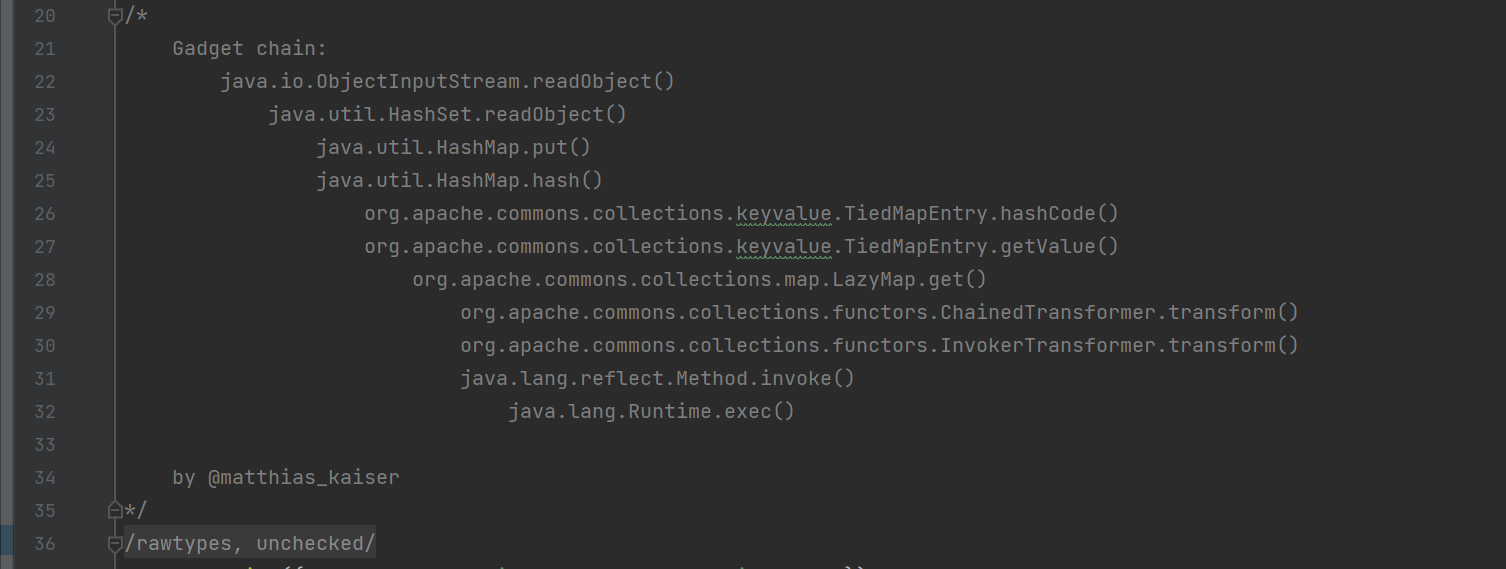 20 /*
21 Gadget chain:
22 java.io.ObjectInputStream.readObject()
23 java.util.HashSet.readObject()
24 java.util.HashMap.put()
25 java.util.HashMap.hash()
26 org.apache.commons.collections.keyvalue.TiedMapEntry.hashCode()
27 org.apache.commons.collections.keyvalue.TiedMapEntry.getValue()
28 org.apache.commons.collections.map.LazyMap.get()
29 org.apache.commons.collections.functors.ChainedTransformer.transform()
30 org.apache.commons.collections.functors.InvokerTransformer.transform()
31 java.lang.reflect.Method.invoke()
32 java.lang.Runtime.exec()
33
34 by @matthias_kaiser
35 */
36 /rawtypes, unchecked/